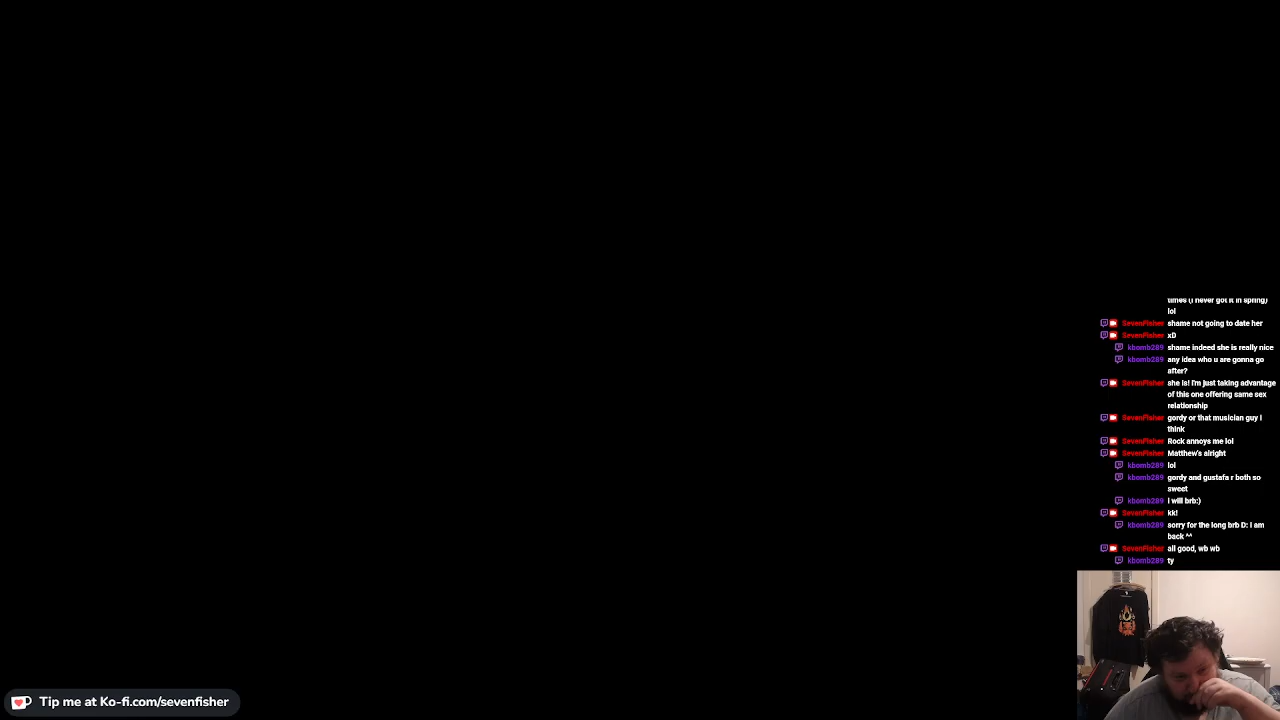 times (i never got it in spring)
lol
SevenFisher shame not going to date her
SevenFisher xD
kbomb289 shame indeed she is really nice
kbomb289 any idea who u are gonna go
after?
SevenFisher she is! I'm just taking advantage
of this one offering same sex
relationship
SevenFisher gordy or that musician guy i
think
SevenFisher Rock annoys me lol
SevenFisher Matthew's alright
kbomb289 lol
kbomb289 gordy and gustafa r both so
sweet
kbomb289 i will brb:)
SevenFisher kk!
kbomb289 sorry for the long brb D: i am
back ^^
SevenFisher all good, wb wb
kbomb289 ty
Tip me at Ko-fi.com/sevenfisher